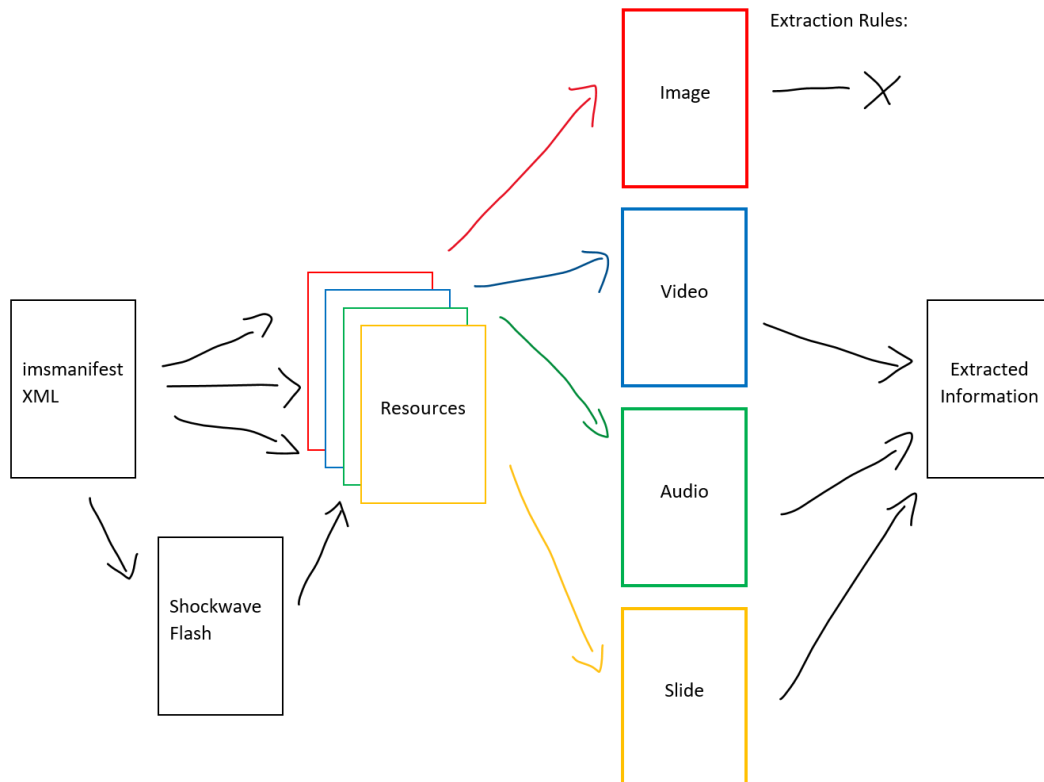 Extraction Rules:
Image
Video
imsmanifest
XML
Resources
Extracted
Information
Audio
Shockwave
Flash
Slide